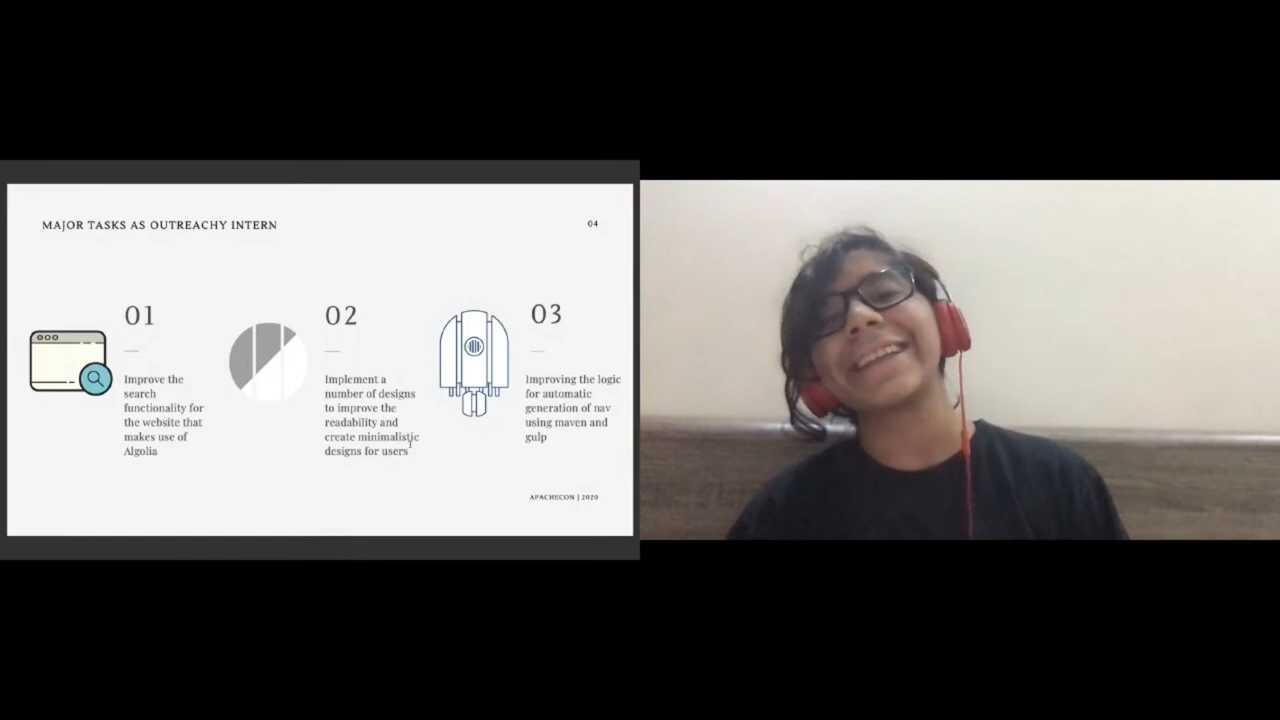 MAJOR TASKS AS OUTREACHY INTERN
04
01
Improve the
search
functionality for
the website that
makes use of
Algolia
02
Implement a
number of designs
to improve the
readability and
create minimalistic
designs for users
03
Improving the logic
for automatic
generation of nav
using maven and
gulp
APACHECON | 2020